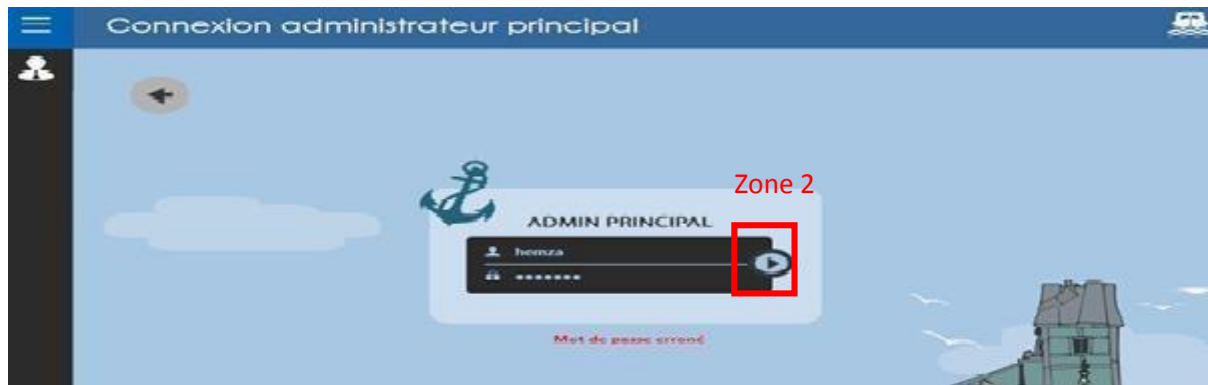 Connexion administrateur principal
Zone 2
ADMIN PRINCIPAL
hemza
•••••••
Mot de passe erroné